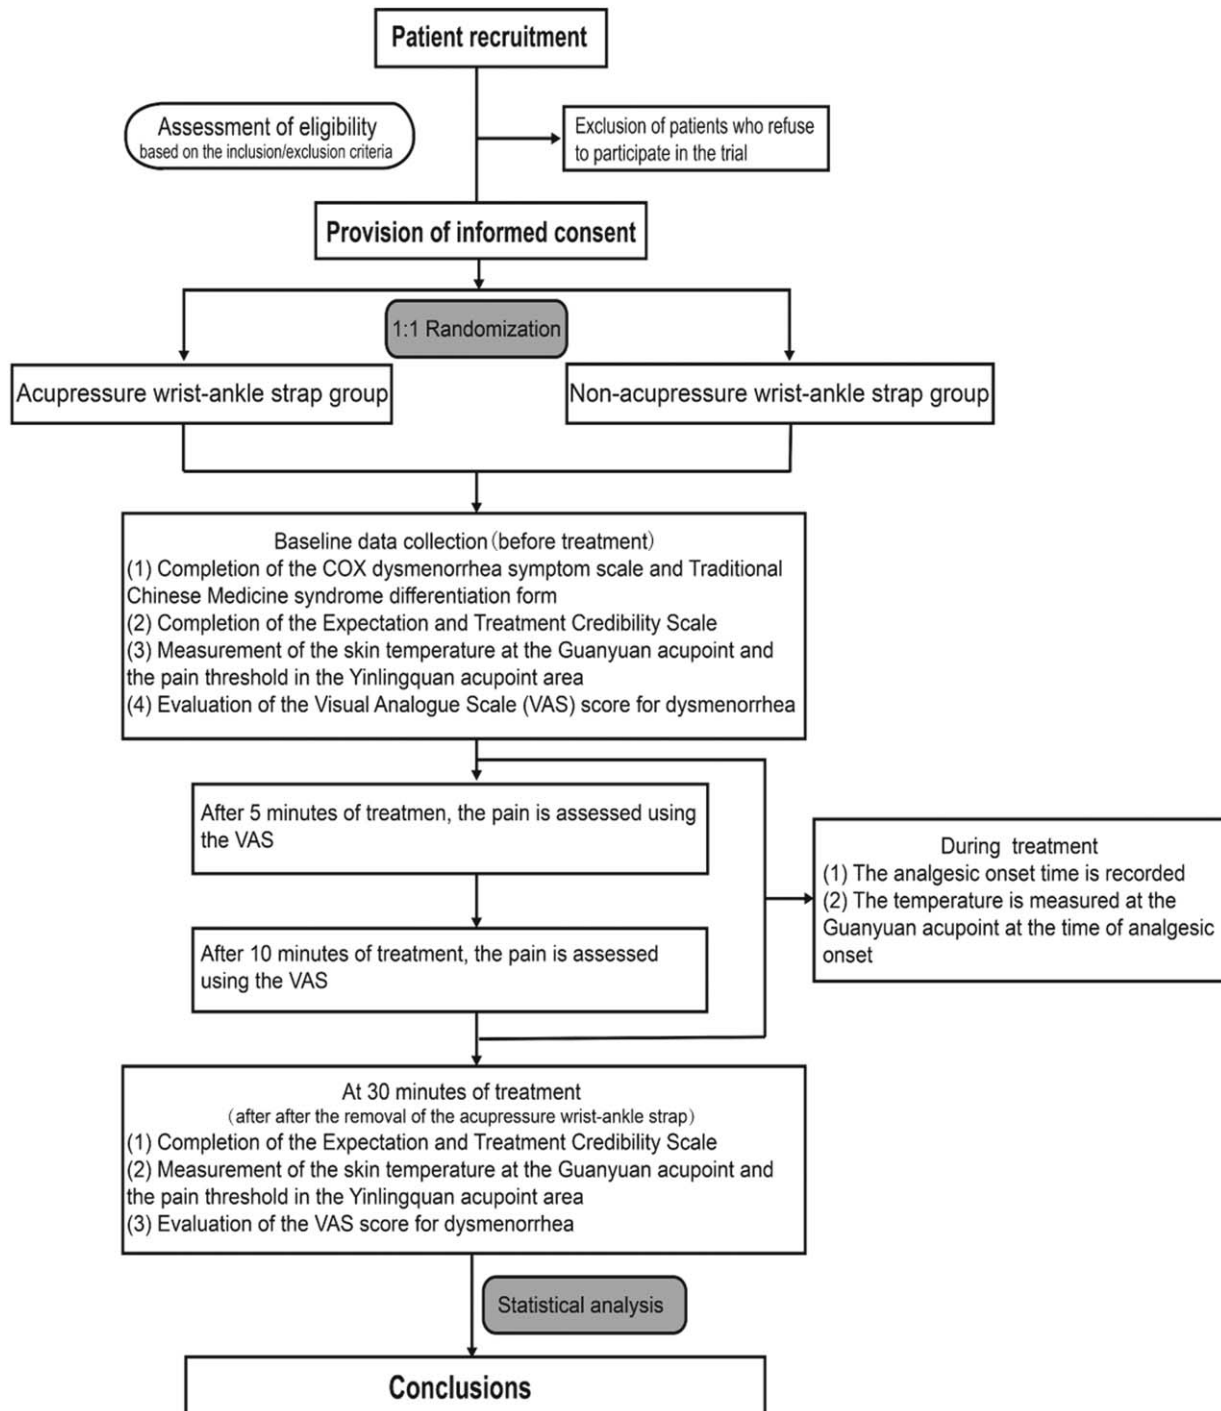 Patient recruitment
Assessment of eligibility
based on the inclusion/exclusion criteria
Exclusion of patients who refuse
to participate in the trial
Provision of informed consent
1:1 Randomization
Acupressure wrist-ankle strap group
Non-acupressure wrist-ankle strap group
Baseline data collection（before treatment）
(1) Completion of the COX dysmenorrhea symptom scale and Traditional
Chinese Medicine syndrome differentiation form
(2) Completion of the Expectation and Treatment Credibility Scale
(3) Measurement of the skin temperature at the Guanyuan acupoint and
the pain threshold in the Yinlingquan acupoint area
(4) Evaluation of the Visual Analogue Scale (VAS) score for dysmenorrhea
After 5 minutes of treatmen, the pain is assessed using
the VAS
After 10 minutes of treatment, the pain is assessed
using the VAS
During treatment
(1) The analgesic onset time is recorded
(2) The temperature is measured at the
Guanyuan acupoint at the time of analgesic
onset
At 30 minutes of treatment
（after after the removal of the acupressure wrist-ankle strap）
(1) Completion of the Expectation and Treatment Credibility Scale
(2) Measurement of the skin temperature at the Guanyuan acupoint and
the pain threshold in the Yinlingquan acupoint area
(3) Evaluation of the VAS score for dysmenorrhea
Statistical analysis
Conclusions